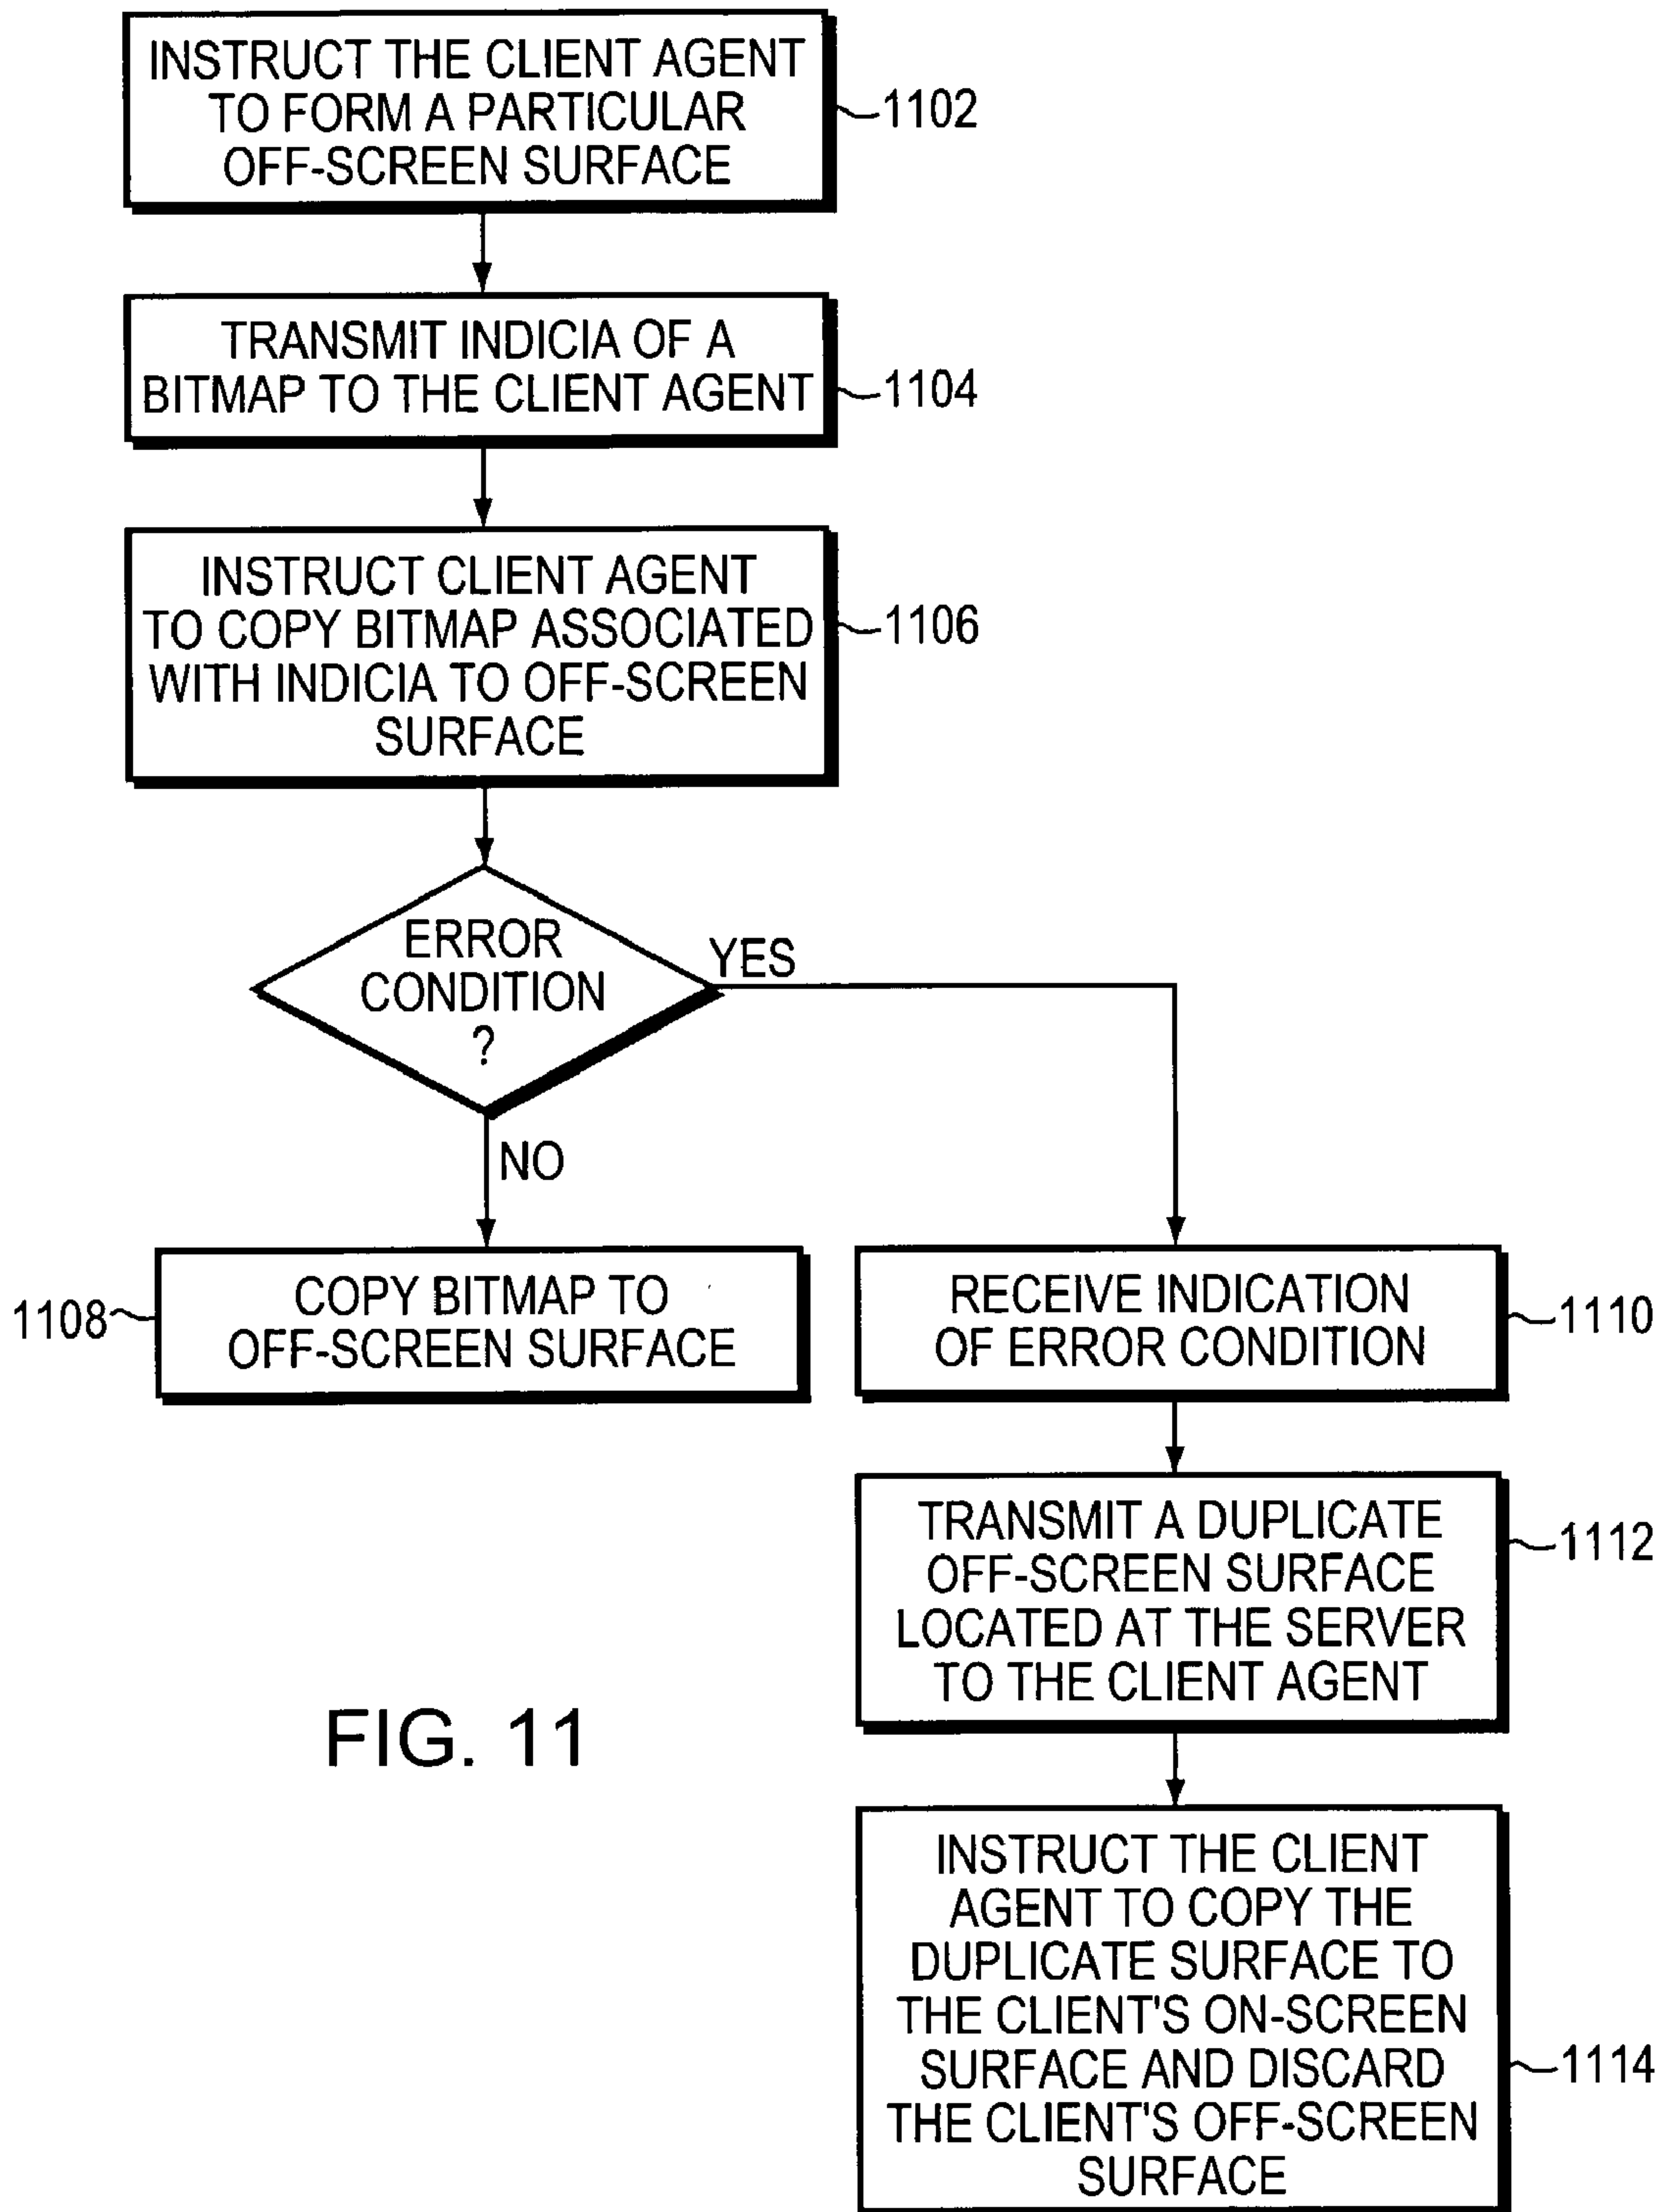 INSTRUCT THE CLIENT AGENT
TO FORM A PARTICULAR
OFF-SCREEN SURFACE
1102
TRANSMIT INDICIA OF A
BITMAP TO THE CLIENT AGENT
1104
INSTRUCT CLIENT AGENT
TO COPY BITMAP ASSOCIATED
WITH INDICIA TO OFF-SCREEN
SURFACE
1106
ERROR
CONDITION
?
YES
NO
1108
COPY BITMAP TO
OFF-SCREEN SURFACE
RECEIVE INDICATION
OF ERROR CONDITION
1110
TRANSMIT A DUPLICATE
OFF-SCREEN SURFACE
LOCATED AT THE SERVER
TO THE CLIENT AGENT
1112
FIG. 11
INSTRUCT THE CLIENT
AGENT TO COPY THE
DUPLICATE SURFACE TO
THE CLIENT'S ON-SCREEN
SURFACE AND DISCARD
THE CLIENT'S OFF-SCREEN
SURFACE
1114